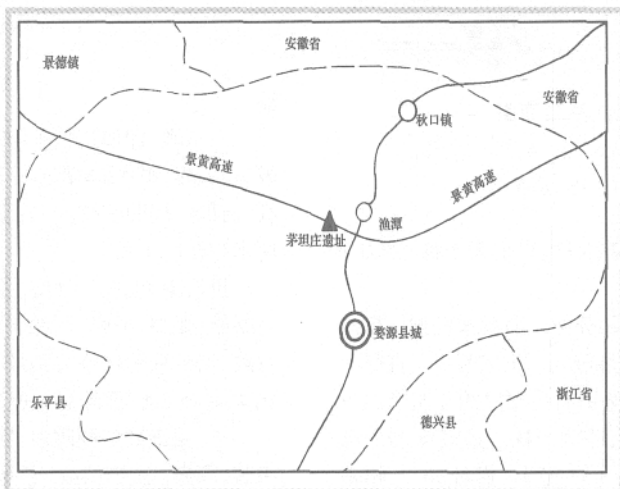 安徽省
景德镇
安徽省
秋口镇
景黄高速
景黄高速
渔潭
茅坦庄遗址
婺源县城
浙江省
乐平县
德兴县